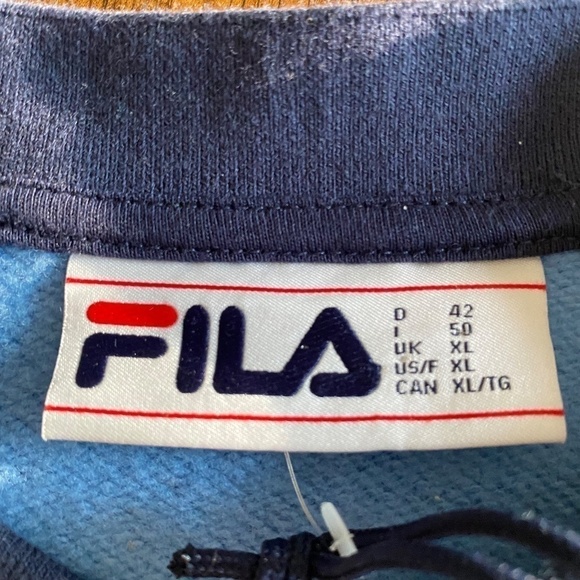 FILA
D 42
I 50
UK XL
US/F XL
CAN XL/TG